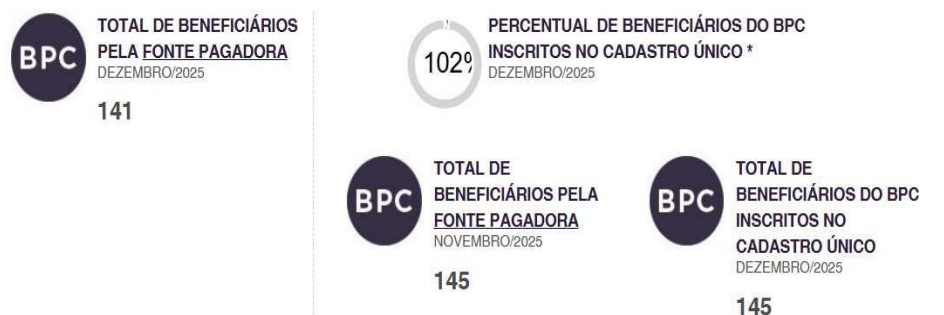 BPC
TOTAL DE BENEFICIÁRIOS
PELA FONTE PAGADORA
DEZEMBRO/2025
141
102%
PERCENTUAL DE BENEFICIÁRIOS DO BPC
INSCRITOS NO CADASTRO ÚNICO *
DEZEMBRO/2025
BPC
TOTAL DE
BENEFICIÁRIOS PELA
FONTE PAGADORA
NOVEMBRO/2025
145
BPC
TOTAL DE
BENEFICIÁRIOS DO BPC
INSCRITOS NO
CADASTRO ÚNICO
DEZEMBRO/2025
145